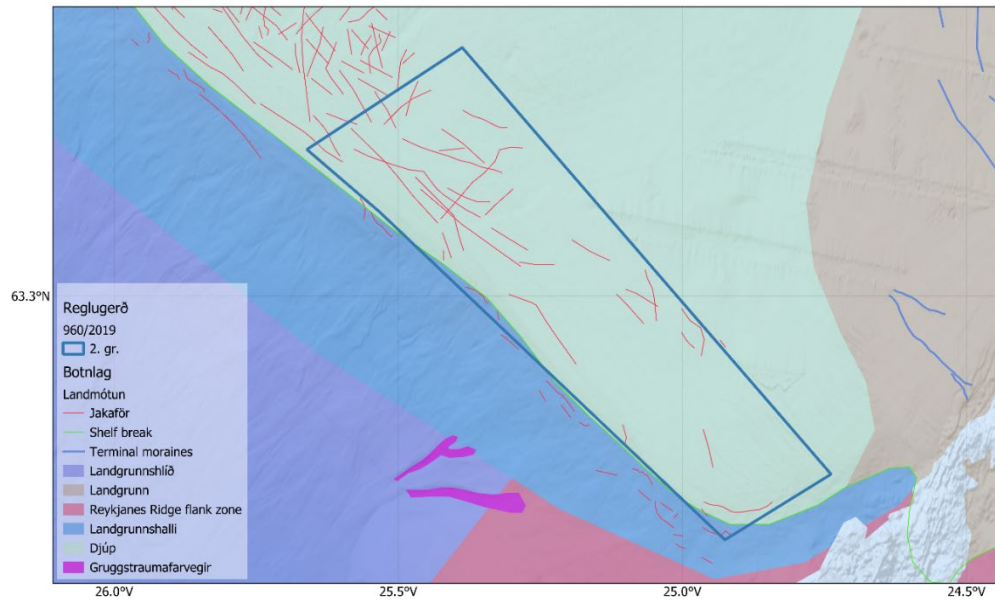 63.3°N
Reglugerð
960/2019
2. gr.
Botnlag
Landmótun
Jakaför
Shelf break
Terminal moraines
Landgrunnshlíð
Landgrunn
Reykjanes Ridge flank zone
Landgrunnshalli
Djúp
Gruggstraumafarvegir
26.0°V 25.5°V 25.0°V 24.5°V